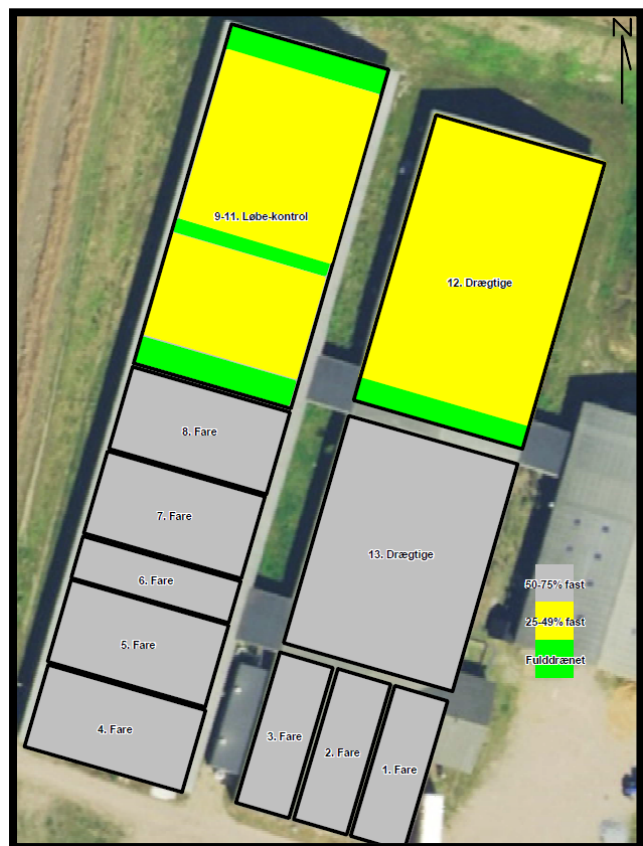 N
9-11. Løbe-kontrol
12. Drægtige
8. Fare
7. Fare
13. Drægtige
6. Fare
50-75% fast
25-49% fast
Fulddrænet
5. Fare
4. Fare
3. Fare
2. Fare
1. Fare